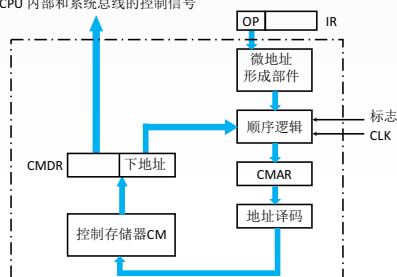 CPU 内部和系统总线的控制信号
OP
IR
微地址
形成部件
顺序逻辑
标志
CLK
CMDR
下地址
CMAR
地址译码
控制存储器CM